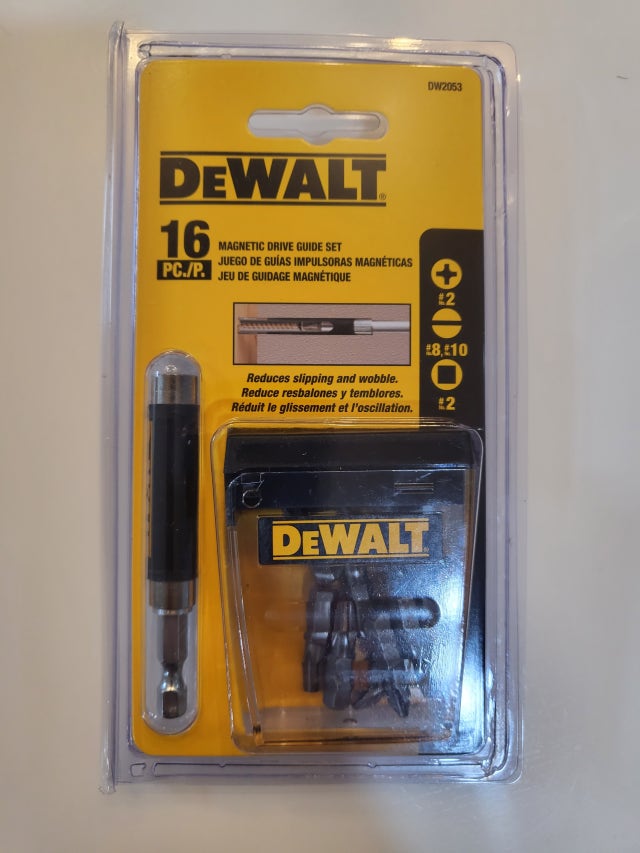 DW2053
DEWALT®
16
PC./P.
MAGNETIC DRIVE GUIDE SET
JUEGO DE GUÍAS IMPULSORAS MAGNÉTICAS
JEU DE GUIDAGE MAGNÉTIQUE
Reduces slipping and wobble.
Reduce resbalones y temblores.
Réduit le glissement et l'oscillation.
#2
#8, #10
#2
DEWALT